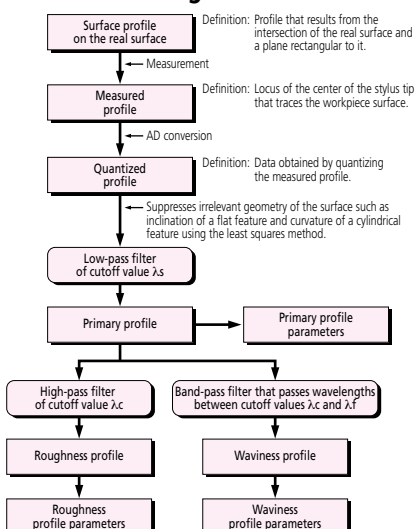 Surface profile
on the real surface
Definition: Profile that results from the
intersection of the real surface and
a plane rectangular to it.
Measurement
Measured
profile
Definition: Locus of the center of the stylus tip
that traces the workpiece surface.
AD conversion
Quantized
profile
Definition: Data obtained by quantizing
the measured profile.
Suppresses irrelevant geometry of the surface such as
inclination of a flat feature and curvature of a cylindrical
feature using the least squares method.
Low-pass filter
of cutoff value λs
Primary profile
Primary profile
parameters
High-pass filter
of cutoff value λc
Band-pass filter that passes wavelengths
between cutoff values λc and λf
Roughness profile
Waviness profile
Roughness
profile parameters
Waviness
profile parameters